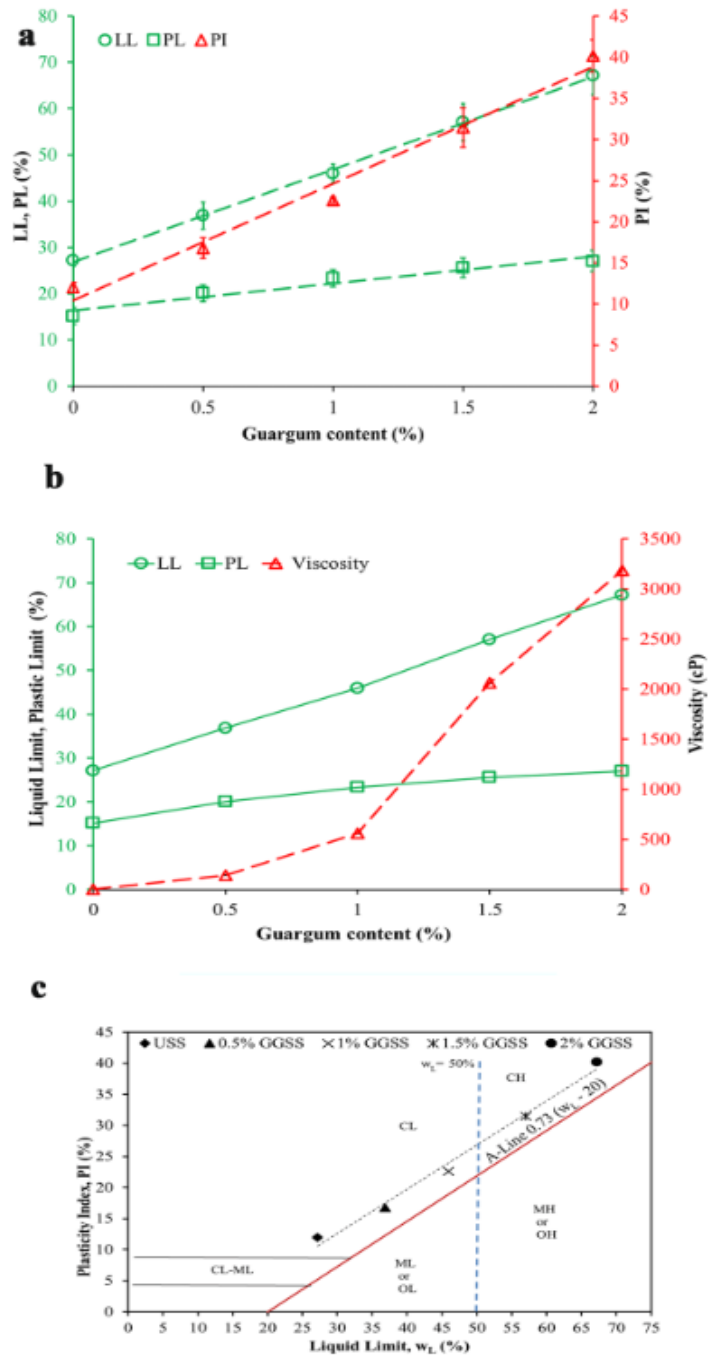 a
LL PL PI
80
70
60
50
40
30
20
10
0
LL, PL (%)
45
40
35
30
25
20
15
10
5
0
PI (%)
0 0.5 1 1.5 2
Guargum content (%)
b
LL PL Viscosity
80
70
60
50
40
30
20
10
0
Liquid Limit, Plastic Limit (%)
3500
3000
2500
2000
1500
1000
500
0
Viscosity (cP)
0 0.5 1 1.5 2
Guargum content (%)
c
USS 0.5% GGSS 1% GGSS 1.5% GGSS 2% GGSS
45
40
35
30
25
20
15
10
5
0
Plasticity Index, PI (%)
wL= 50%
CH
CL
A-Line 0.73 (wL - 20)
CL-ML
ML
or
OL
MH
or
OH
0 5 10 15 20 25 30 35 40 45 50 55 60 65 70 75
Liquid Limit, wL (%)